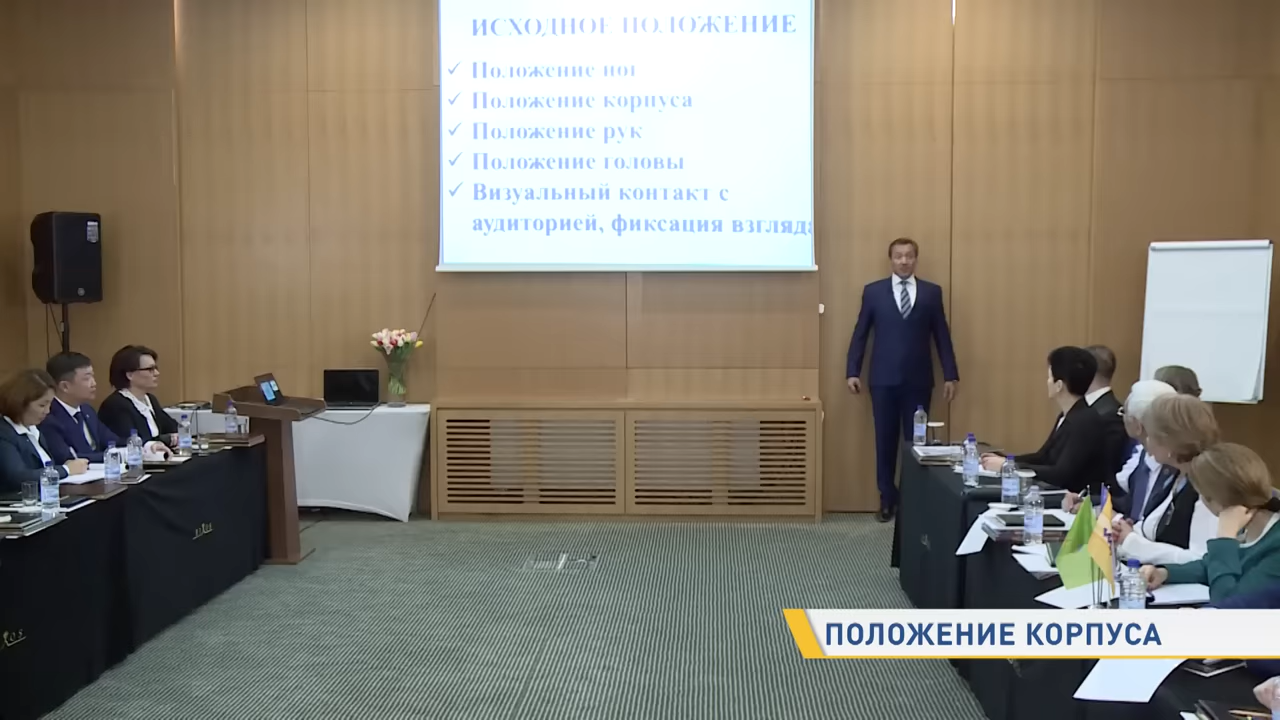 ИСХОДНОЕ ПОЛОЖЕНИЕ
✓ Положение ног
✓ Положение корпуса
✓ Положение рук
✓ Положение головы
✓ Визуальный контакт с
аудиторией, фиксация взгляда
ПОЛОЖЕНИЕ КОРПУСА